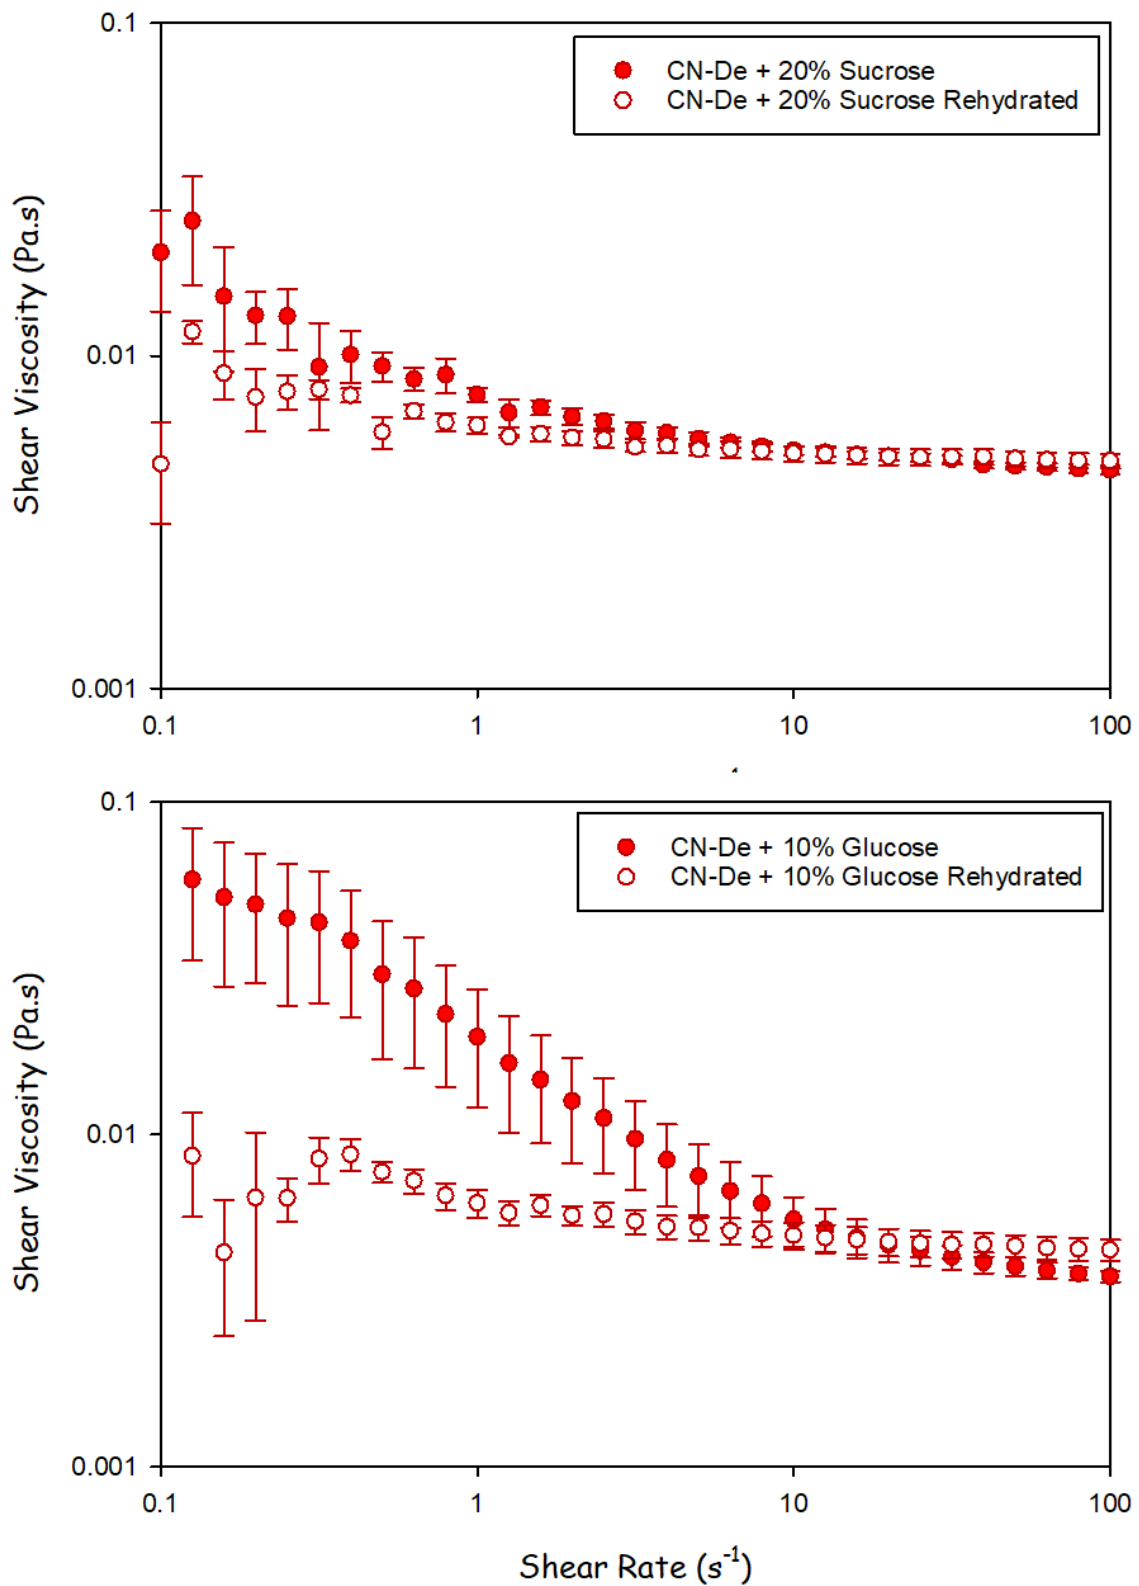 0.1
CN-De + 20% Sucrose
CN-De + 20% Sucrose Rehydrated
Shear Viscosity (Pa.s)
0.01
0.001
0.1 1 10 100
0.1
CN-De + 10% Glucose
CN-De + 10% Glucose Rehydrated
Shear Viscosity (Pa.s)
0.01
0.001
0.1 1 10 100
Shear Rate (s⁻¹)